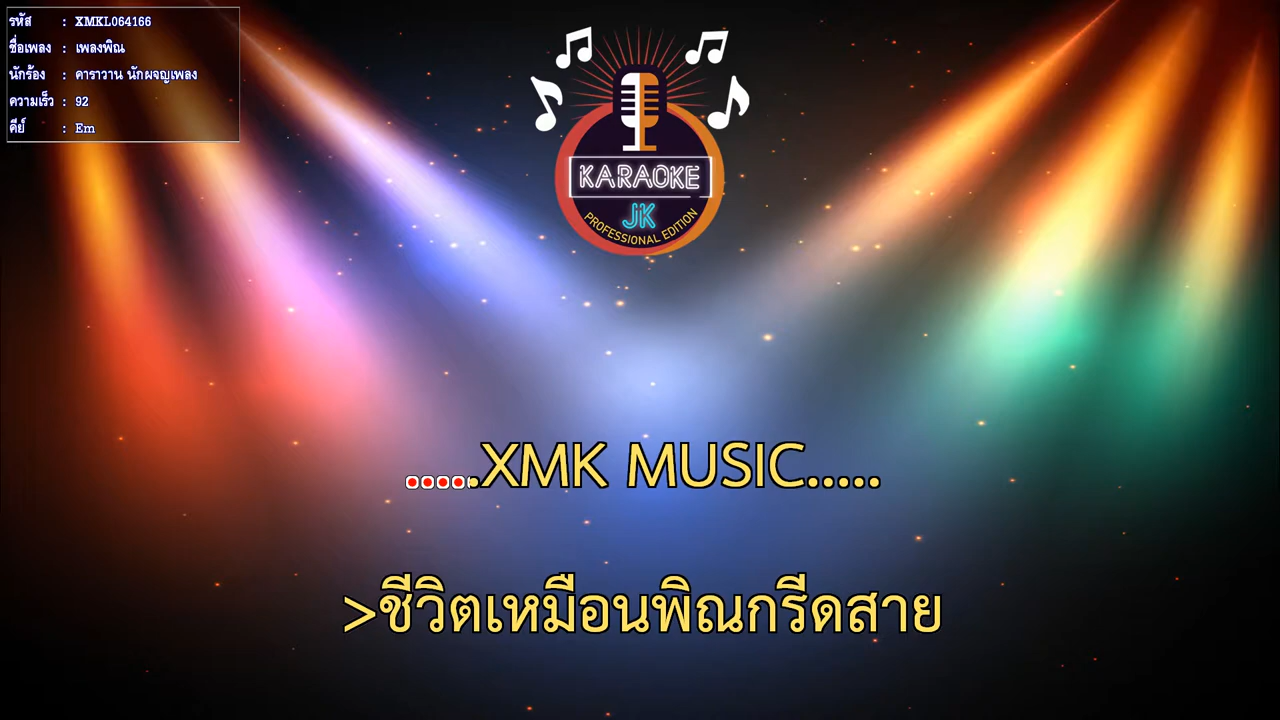 รหัส : XMKL064166
ชื่อเพลง : เพลงพิณ
นักร้อง : คาราวาน นักผจญเพลง
ความเร็ว : 92
คีย์ : Em
KARAOKE
JK
PROFESSIONAL EDITION
.....XMK MUSIC.....
>ชีวิตเหมือนพิณกรีดสาย